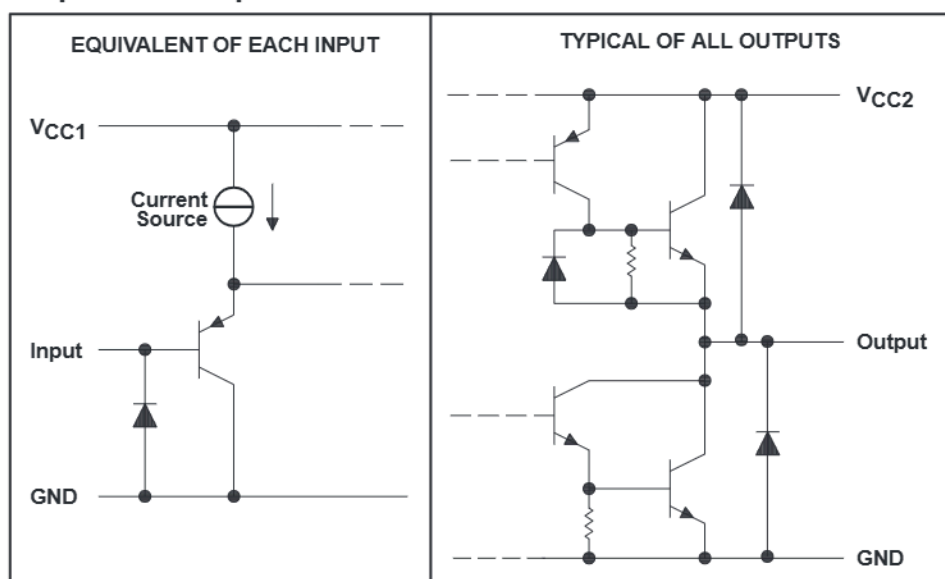 EQUIVALENT OF EACH INPUT
VCC1
Current
Source
Input
GND
TYPICAL OF ALL OUTPUTS
VCC2
Output
GND